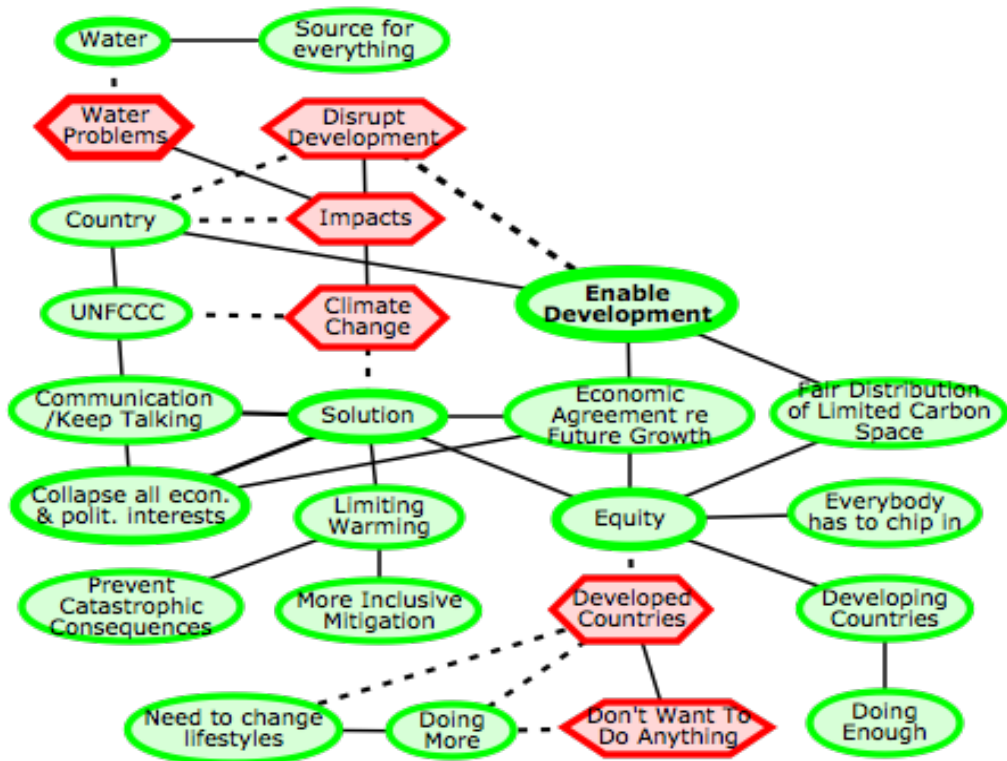 Water
Source for
everything
Water
Problems
Disrupt
Development
Country
Impacts
Enable
Development
UNFCCC
Climate
Change
Communication
/Keep Talking
Solution
Economic
Agreement re
Future Growth
Fair Distribution
of Limited Carbon
Space
Collapse all econ.
& polit. interests
Limiting
Warming
Equity
Everybody
has to chip in
Prevent
Catastrophic
Consequences
More Inclusive
Mitigation
Developed
Countries
Developing
Countries
Need to change
lifestyles
Doing
More
Don't Want To
Do Anything
Doing
Enough